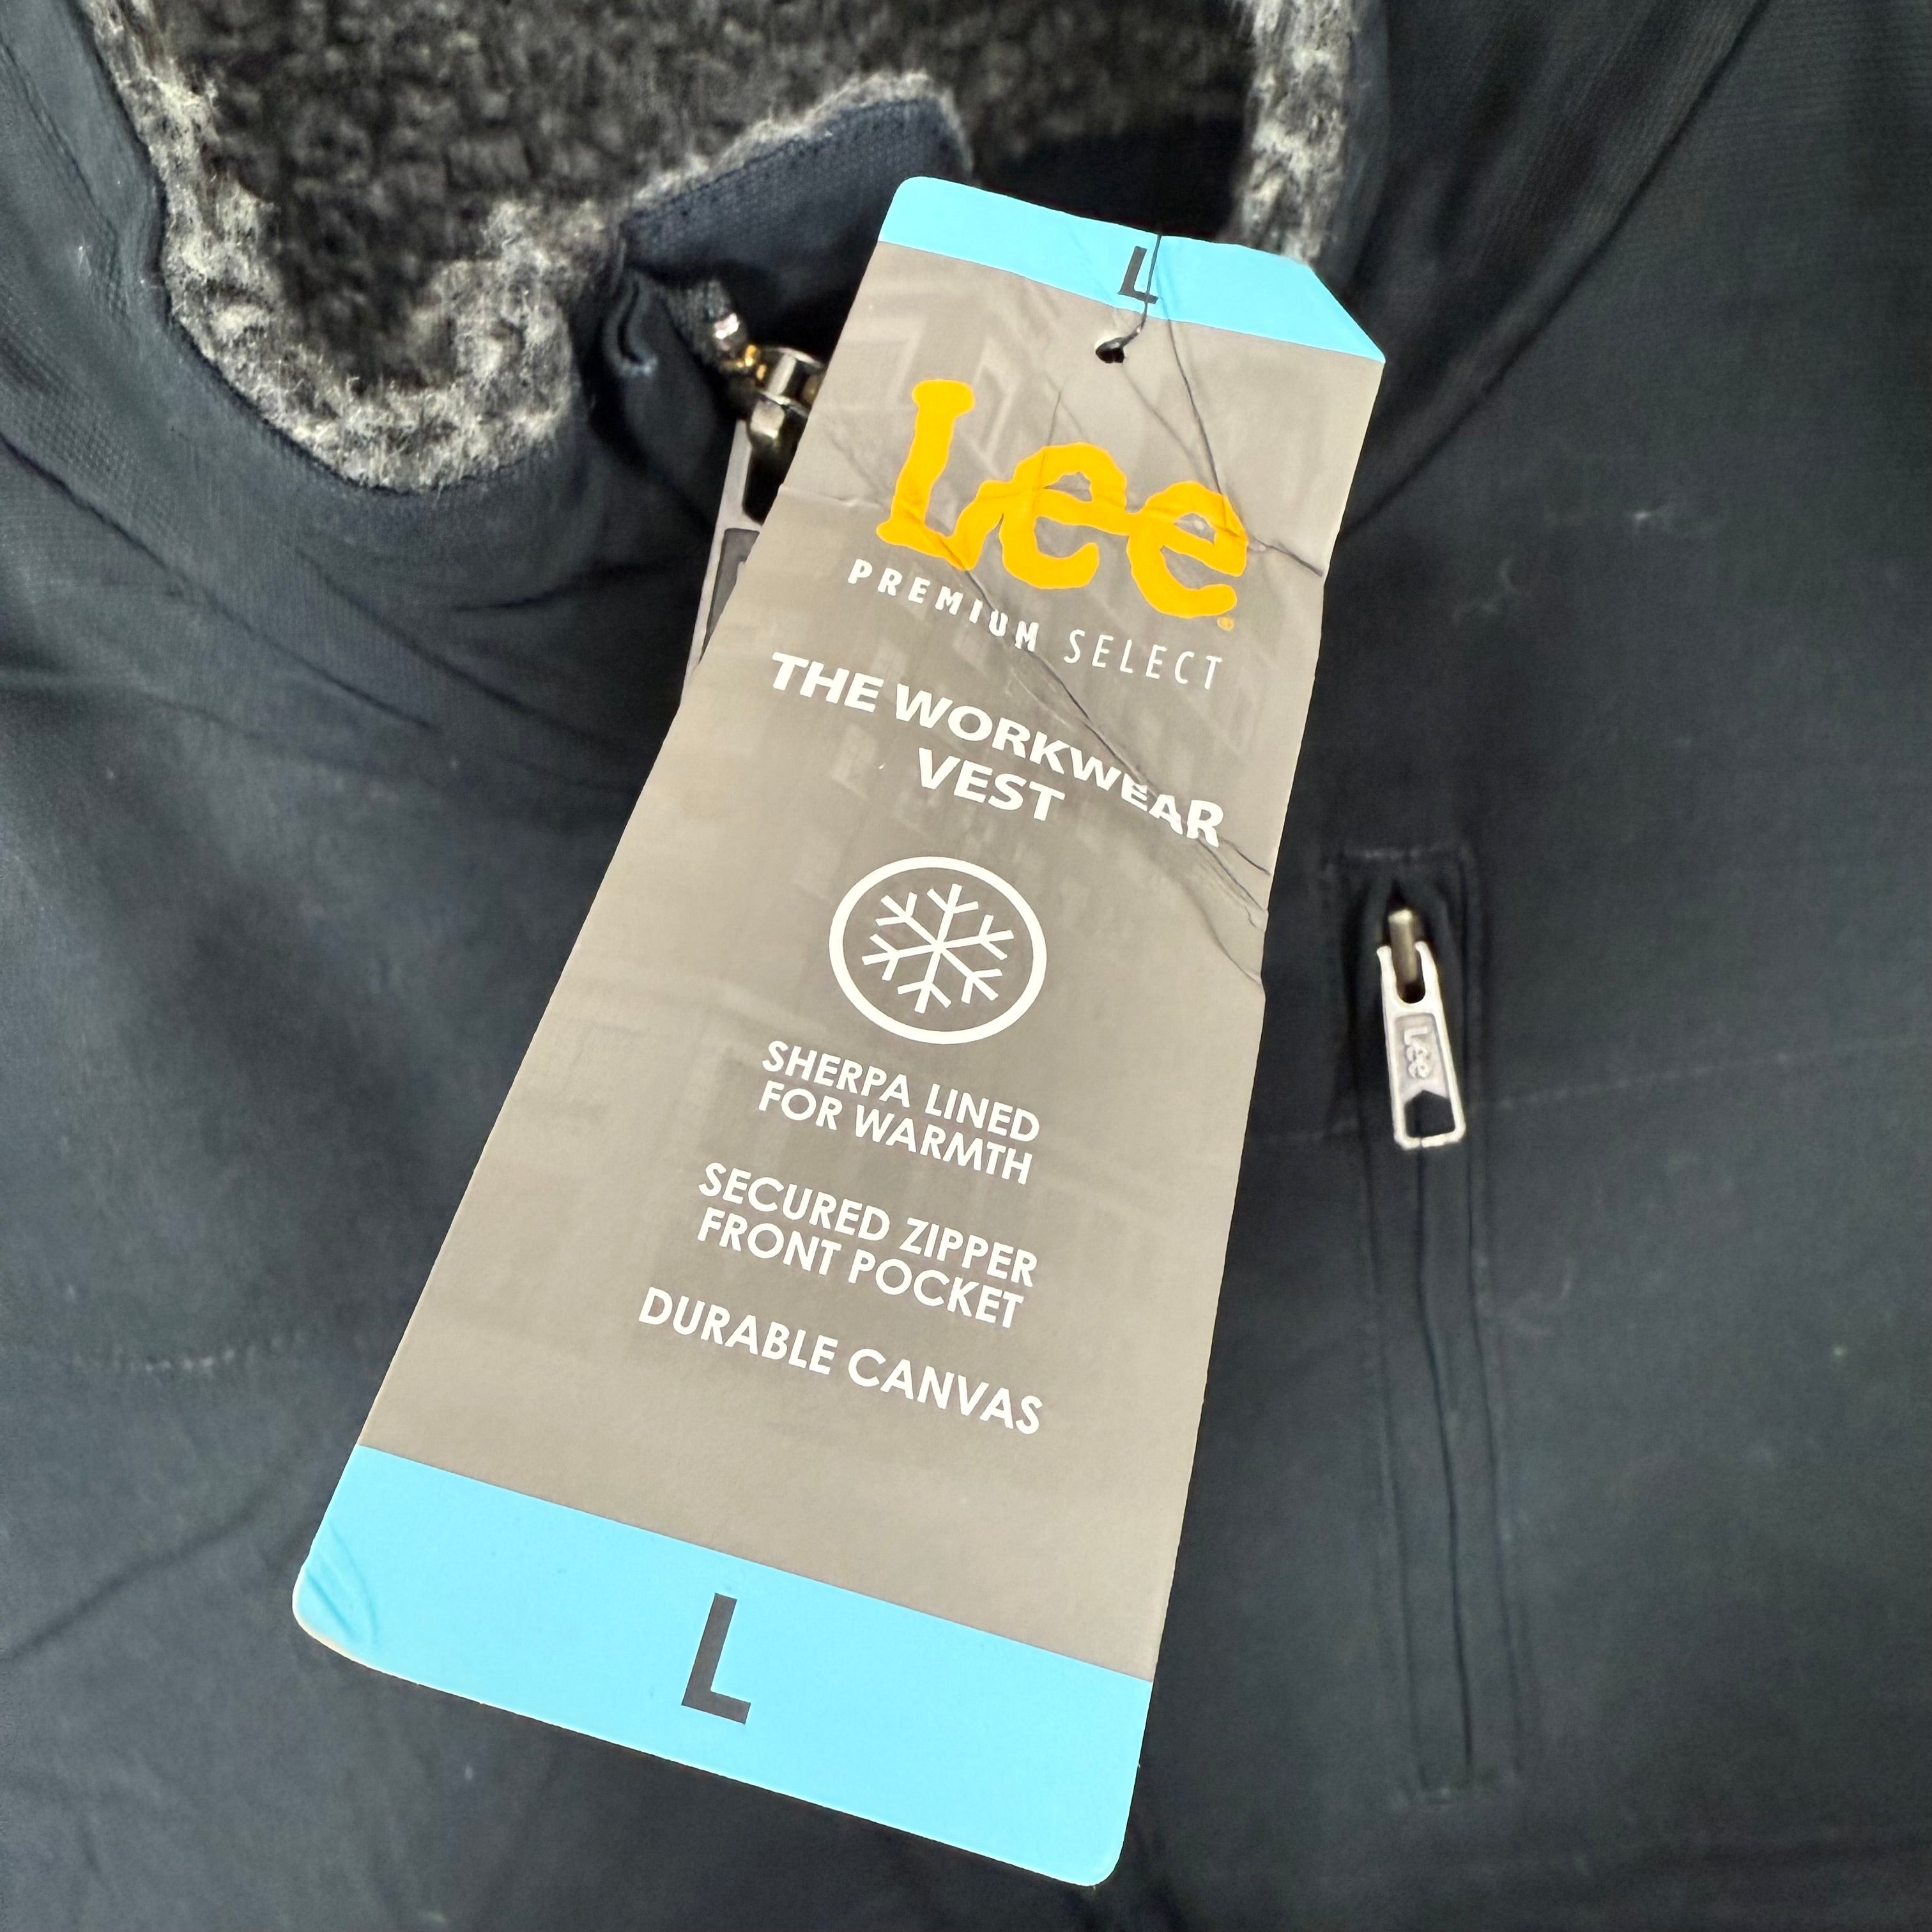 L
Lee®
PREMIUM SELECT
THE WORKWEAR
VEST
SHERPA LINED
FOR WARMTH
SECURED ZIPPER
FRONT POCKET
DURABLE CANVAS
L
Lee